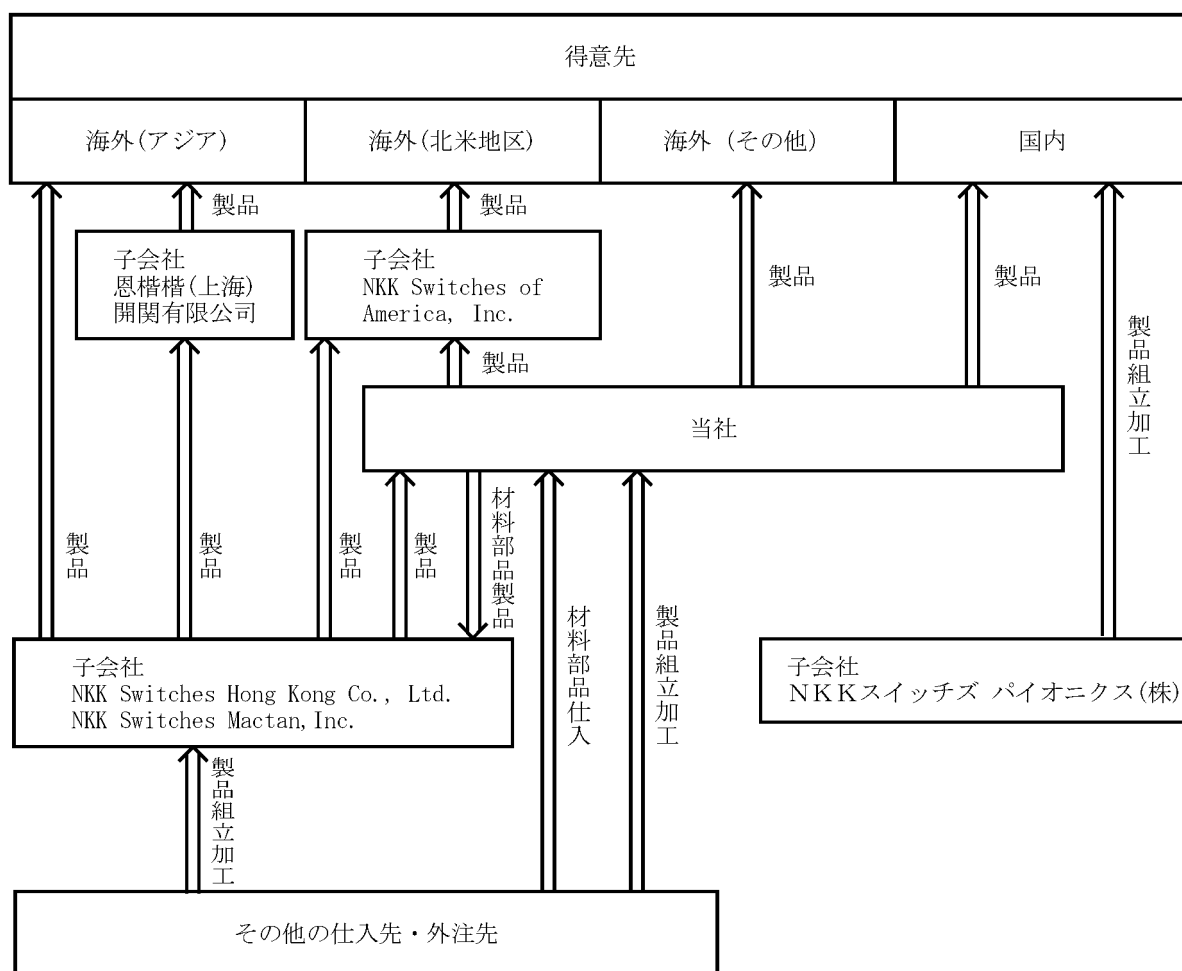 得意先
海外(アジア)
海外(北米地区)
海外 (その他)
国内
製品
製品
子会社
恩楷楷(上海)
開関有限公司
子会社
NKK Switches of
America, Inc.
製品
製品
製品組立加工
製品
当社
製品
製品
製品
製品
材料部品製品
材料部品仕入
製品組立加工
子会社
NKK Switches Hong Kong Co., Ltd.
NKK Switches Mactan,Inc.
子会社
ＮＫＫスイッチズ パイオニクス(株)
製品組立加工
その他の仕入先・外注先